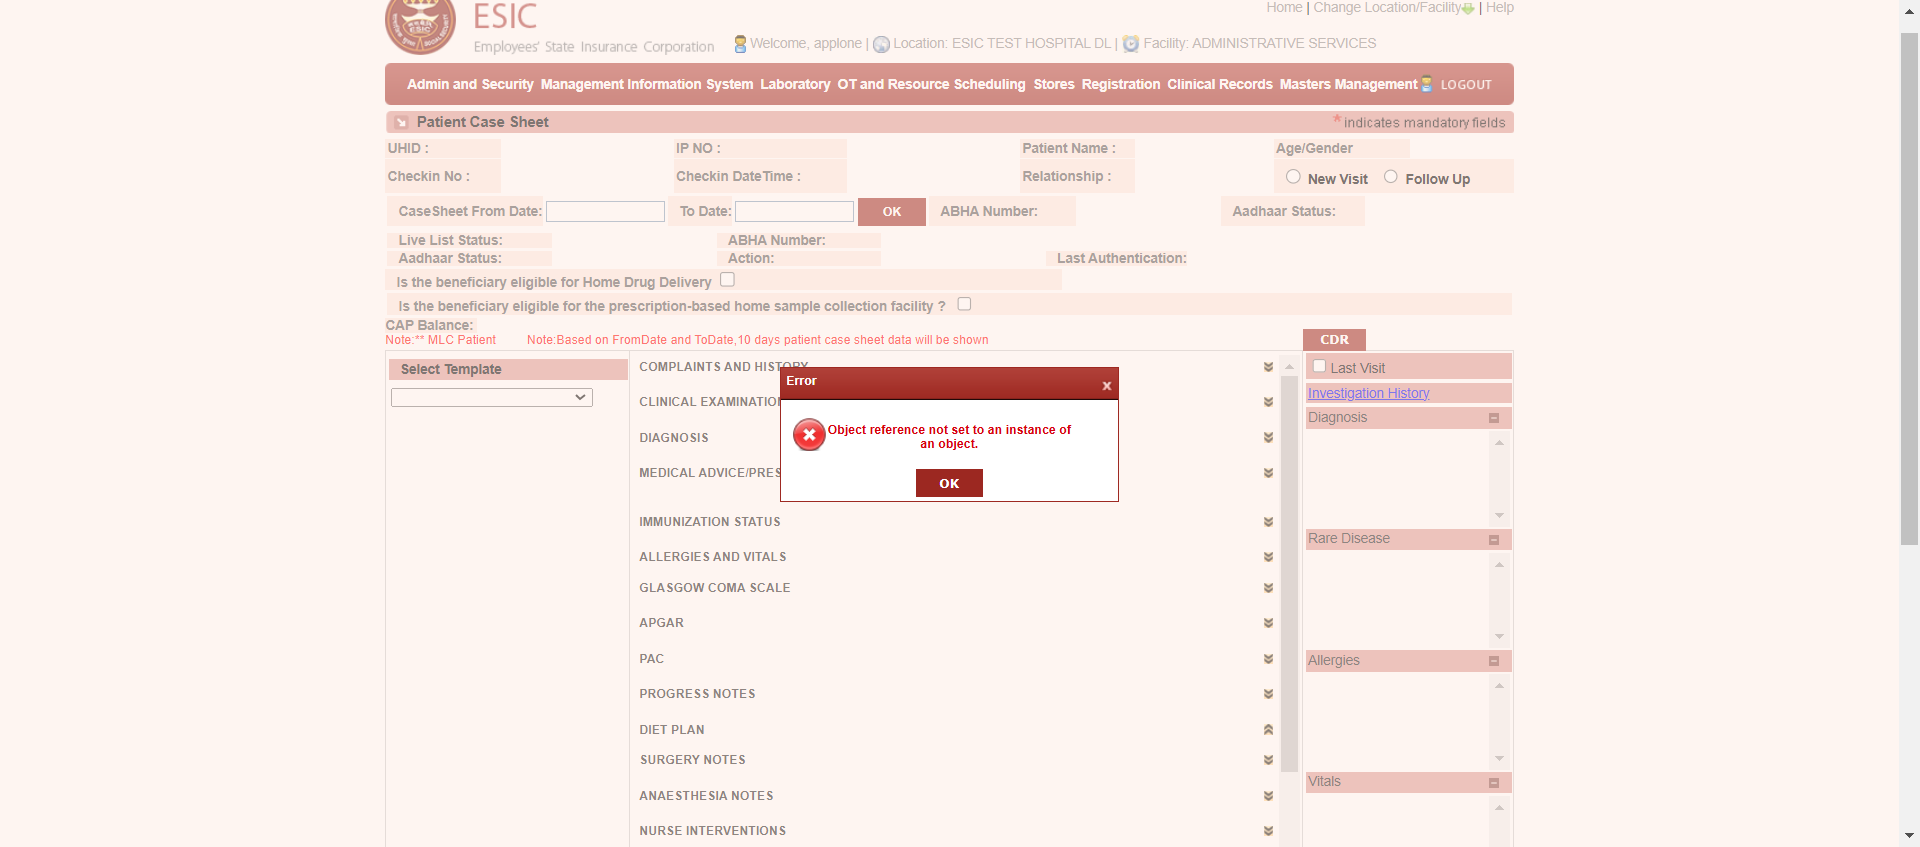 ESIC
Employees' State Insurance Corporation
Home | Change Location/Facility | Help
Welcome, applone | Location: ESIC TEST HOSPITAL DL | Facility: ADMINISTRATIVE SERVICES
Admin and Security Management Information System Laboratory OT and Resource Scheduling Stores Registration Clinical Records Masters Management LOGOUT
Patient Case Sheet * indicates mandatory fields
UHID : IP NO : Patient Name : Age/Gender
Checkin No : Checkin DateTime : Relationship : New Visit Follow Up
CaseSheet From Date: To Date: OK ABHA Number: Aadhaar Status:
Live List Status: ABHA Number:
Aadhaar Status: Action: Last Authentication:
Is the beneficiary eligible for Home Drug Delivery
Is the beneficiary eligible for the prescription-based home sample collection facility ?
CAP Balance:
Note:** MLC Patient Note:Based on FromDate and ToDate,10 days patient case sheet data will be shown CDR
Select Template
COMPLAINTS AND HISTORY
CLINICAL EXAMINATION
DIAGNOSIS
MEDICAL ADVICE/PRES
IMMUNIZATION STATUS
ALLERGIES AND VITALS
GLASGOW COMA SCALE
APGAR
PAC
PROGRESS NOTES
DIET PLAN
SURGERY NOTES
ANAESTHESIA NOTES
NURSE INTERVENTIONS
Error x
Object reference not set to an instance of
an object.
OK
Last Visit
Investigation History
Diagnosis
Rare Disease
Allergies
Vitals